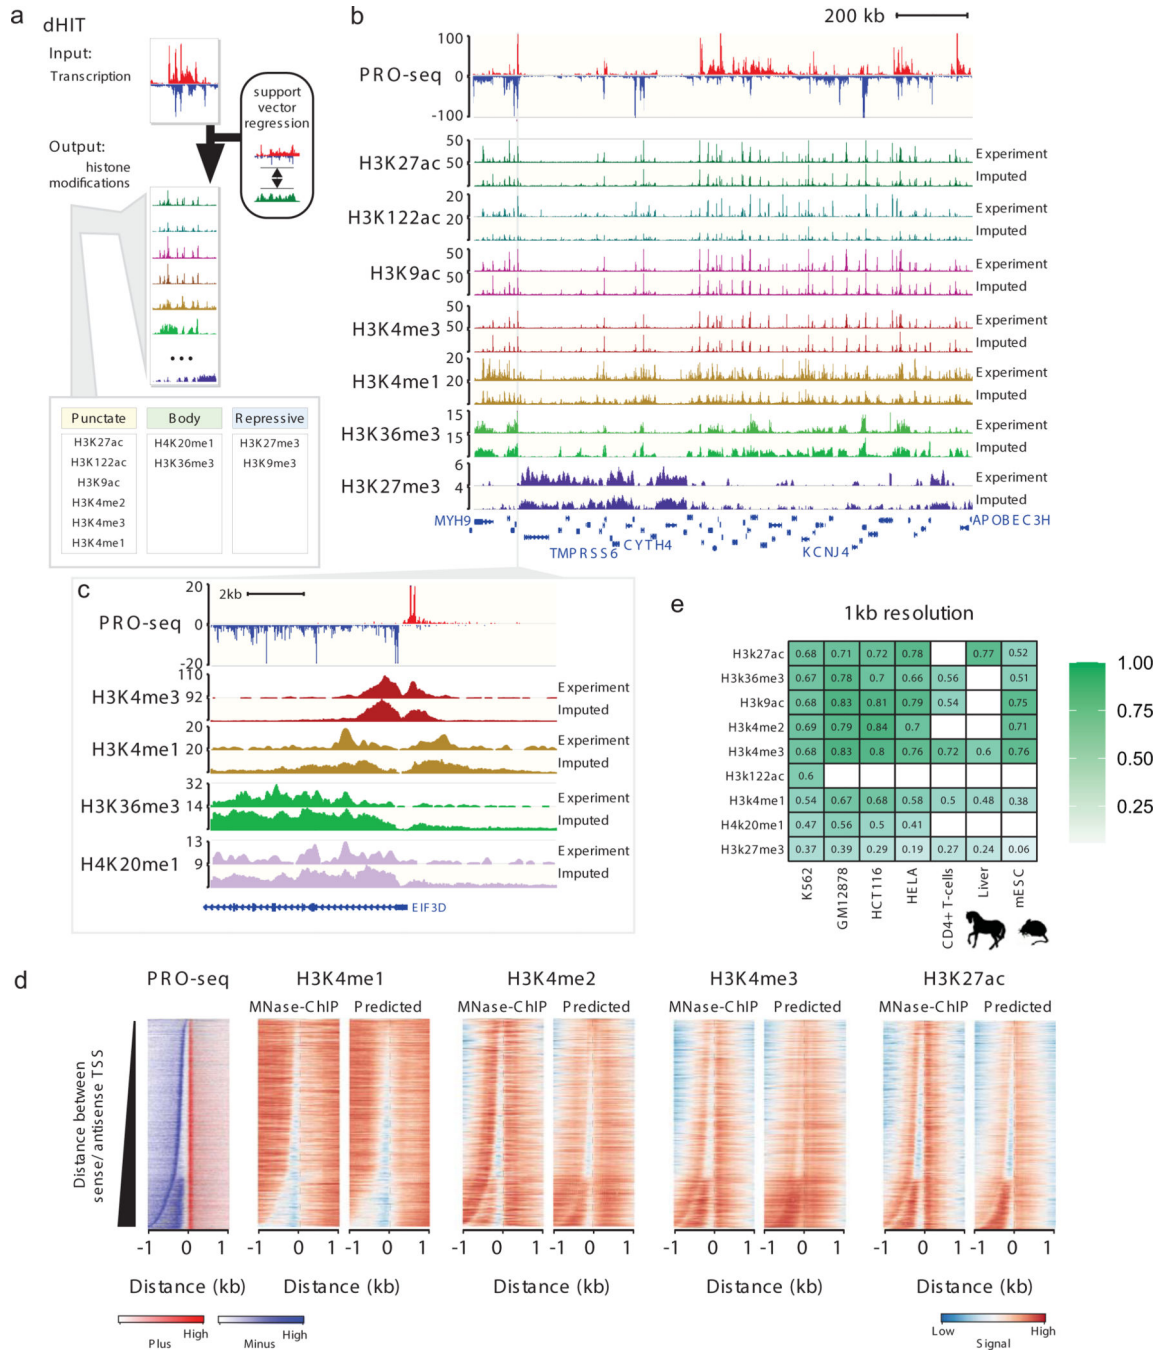 a
dHIT
Input:
Transcription
support
vector
regression
Output:
histone
modifications
Punctate
Body
Repressive
H3K27ac
H4K20me1
H3K27me3
H3K122ac
H3K36me3
H3K9me3
H3K9ac
H3K4me2
H3K4me3
H3K4me1
b
200 kb
PRO-seq
100
0
-100
H3K27ac
50
50
Experiment
Imputed
H3K122ac
20
20
Experiment
Imputed
H3K9ac
50
50
Experiment
Imputed
H3K4me3
50
50
Experiment
Imputed
H3K4me1
20
20
Experiment
Imputed
H3K36me3
15
15
Experiment
Imputed
H3K27me3
6
4
Experiment
Imputed
MYH9
APOBEC3H
TMPRSS6
CYTH4
KCNJ4
c
2kb
PRO-seq
20
0
-20
H3K4me3
110
92
Experiment
Imputed
H3K4me1
20
20
Experiment
Imputed
H3K36me3
32
14
Experiment
Imputed
H4K20me1
13
9
Experiment
Imputed
EIF3D
e
1kb resolution
H3k27ac 0.68 0.71 0.72 0.78 0.77 0.52
H3k36me3 0.67 0.78 0.7 0.66 0.56 0.51
H3k9ac 0.68 0.83 0.81 0.79 0.54 0.75
H3k4me2 0.69 0.79 0.84 0.7 0.71
H3k4me3 0.68 0.83 0.8 0.76 0.72 0.6 0.76
H3k122ac 0.6
H3k4me1 0.54 0.67 0.68 0.58 0.5 0.48 0.38
H4k20me1 0.47 0.56 0.5 0.41
H3k27me3 0.37 0.39 0.29 0.19 0.27 0.24 0.06
K562
GM12878
HCT116
HELA
CD4+ T-cells
Liver
mESC
1.00
0.75
0.50
0.25
d
PRO-seq
H3K4me1
H3K4me2
H3K4me3
H3K27ac
MNase-ChIP Predicted
MNase-ChIP Predicted
MNase-ChIP Predicted
MNase-ChIP Predicted
Distance between
sense/antisense TSS
-1 0 1
-1 0 1
-1 0 1
-1 0 1
-1 0 1
-1 0 1
-1 0 1
-1 0 1
-1 0 1
Distance (kb)
Distance (kb)
Distance (kb)
Distance (kb)
Distance (kb)
High
Plus
High
Minus
Low
High
Signal